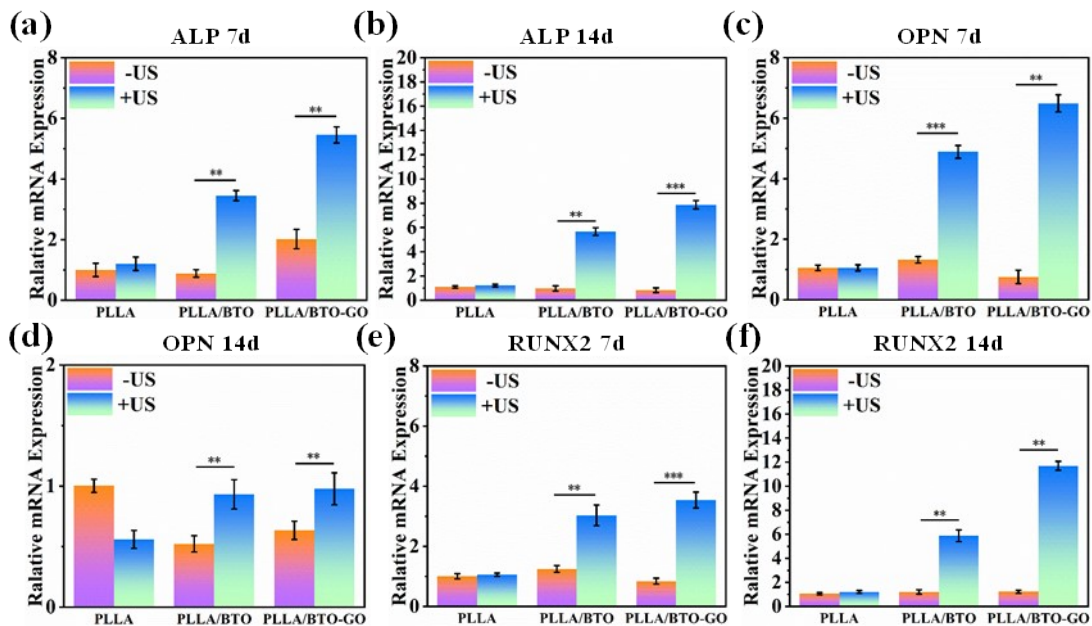 (a)
ALP 7d
Ralative mRNA Expression
8
6
4
2
0
-US
+US
**
**
PLLA
PLLA/BTO
PLLA/BTO-GO
(b)
ALP 14d
Ralative mRNA Expression
20
18
16
14
12
10
8
6
4
2
0
-US
+US
**
***
PLLA
PLLA/BTO
PLLA/BTO-GO
(c)
OPN 7d
Ralative mRNA Expression
8
6
4
2
0
-US
+US
***
**
PLLA
PLLA/BTO
PLLA/BTO-GO
(d)
OPN 14d
Ralative mRNA Expression
2
1
0
-US
+US
**
**
PLLA
PLLA/BTO
PLLA/BTO-GO
(e)
RUNX2 7d
Ralative mRNA Expression
8
6
4
2
0
-US
+US
**
***
PLLA
PLLA/BTO
PLLA/BTO-GO
(f)
RUNX2 14d
Ralative mRNA Expression
20
18
16
14
12
10
8
6
4
2
0
-US
+US
**
**
PLLA
PLLA/BTO
PLLA/BTO-GO